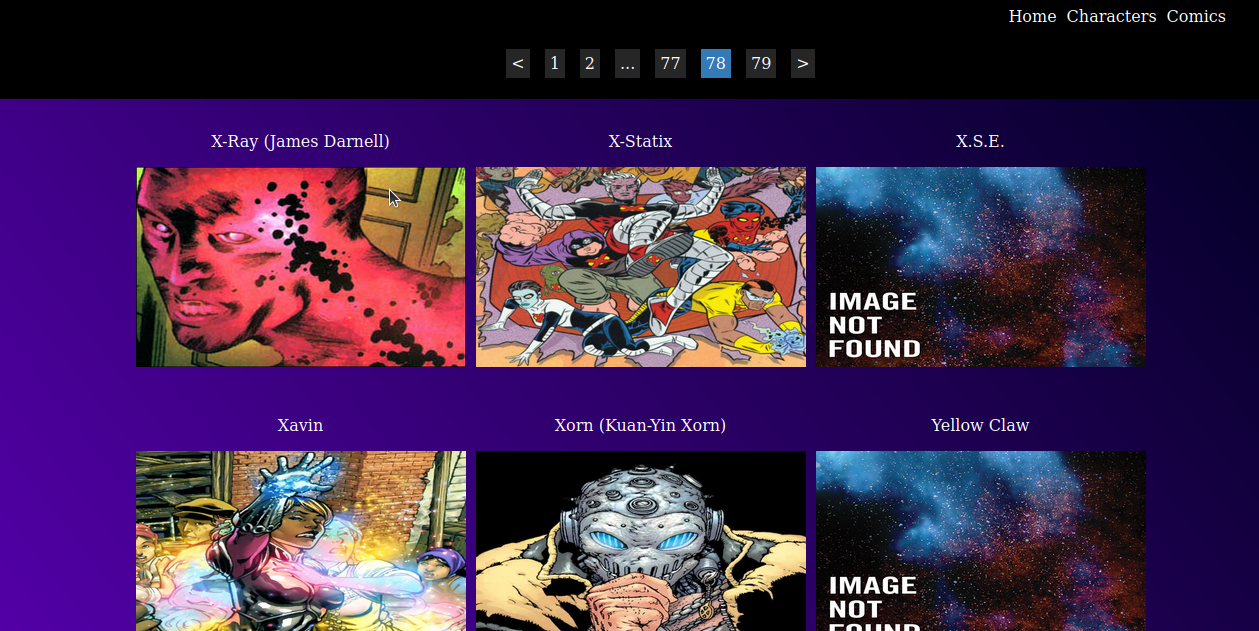 Home Characters Comics
< 1 2 ... 77 78 79 >
X-Ray (James Darnell) X-Statix X.S.E.
IMAGE
NOT
FOUND
Xavin Xorn (Kuan-Yin Xorn) Yellow Claw
IMAGE
NOT
FOUND